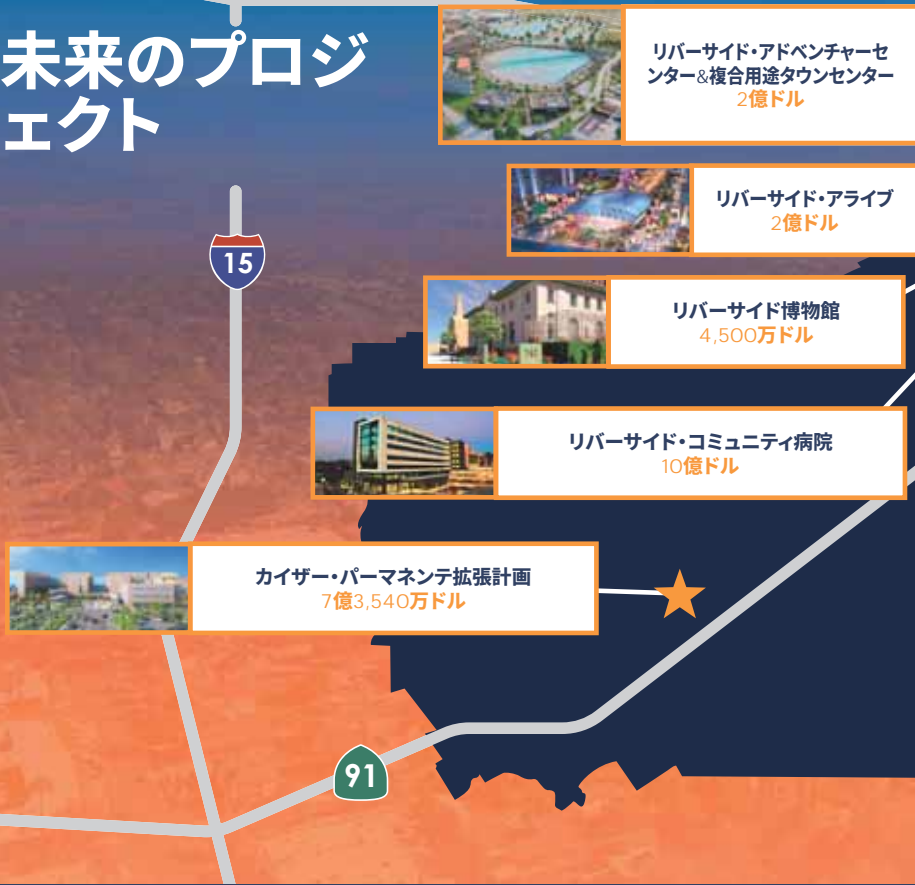 未来のプロジ
ェクト
リバーサイド・アドベンチャーセ
ンター&複合用途タウンセンター
2億ドル
リバーサイド・アライブ
2億ドル
15
リバーサイド博物館
4,500万ドル
リバーサイド・コミュニティ病院
10億ドル
カイザー・パーマネンテ拡張計画
7億3,540万ドル
91